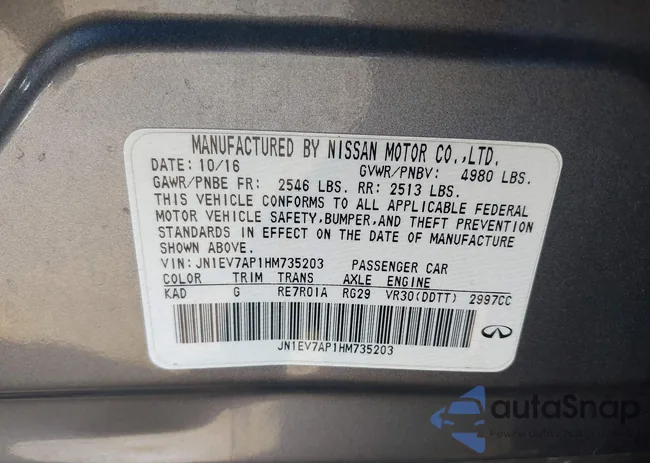 MANUFACTURED BY NISSAN MOTOR CO.,LTD.
DATE: 10/16 GVWR/PNBV: 4980 LBS.
GAWR/PNBE FR: 2546 LBS. RR: 2513 LBS.
THIS VEHICLE CONFORMS TO ALL APPLICABLE FEDERAL
MOTOR VEHICLE SAFETY,BUMPER,AND THEFT PREVENTION
STANDARDS IN EFFECT ON THE DATE OF MANUFACTURE
SHOWN ABOVE.
VIN: JN1EV7AP1HM735203 PASSENGER CAR
COLOR TRIM TRANS AXLE ENGINE
KAD G RE7R01A RG29 VR30(DDTT) 2997CC
JN1EV7AP1HM735203
autoSnap